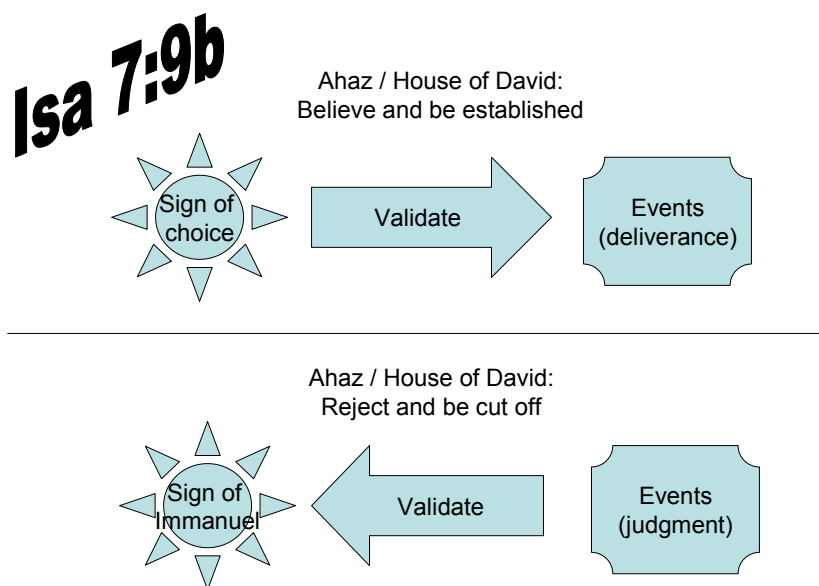 Isa 7:9b
Ahaz / House of David:
Believe and be established
Sign of
choice
Validate
Events
(deliverance)
Ahaz / House of David:
Reject and be cut off
Sign of
Immanuel
Validate
Events
(judgment)